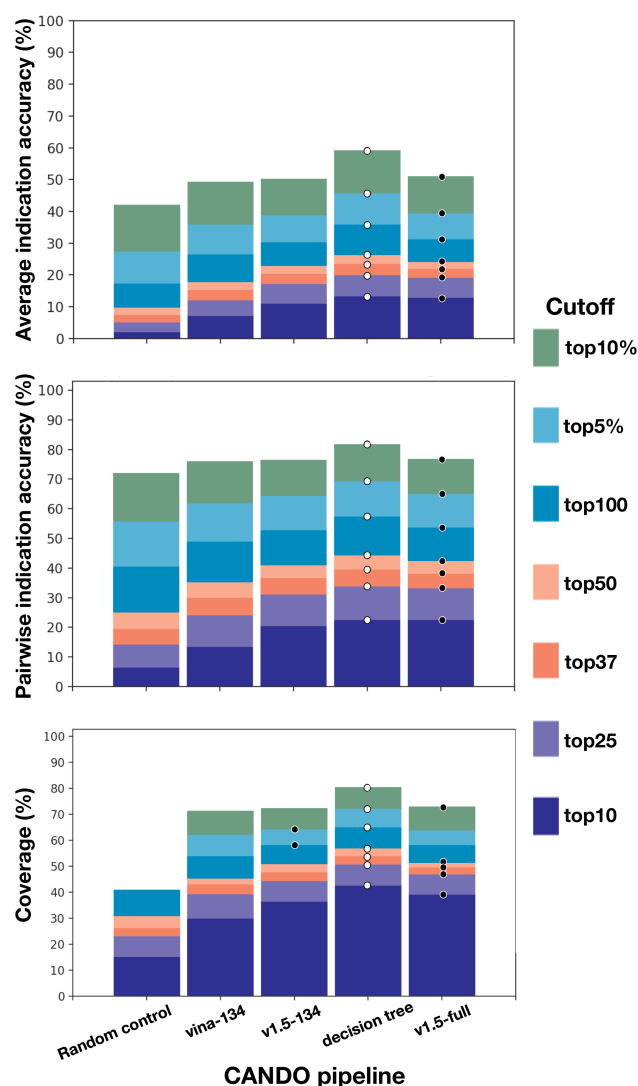 Average indication accuracy (%)
100
90
80
70
60
50
40
30
20
10
0
Pairwise indication accuracy (%)
100
90
80
70
60
50
40
30
20
10
0
Coverage (%)
100
90
80
70
60
50
40
30
20
10
0
Random control
vina-134
v1.5-134
decision tree
v1.5-full
CANDO pipeline
Cutoff
top10%
top5%
top100
top50
top37
top25
top10